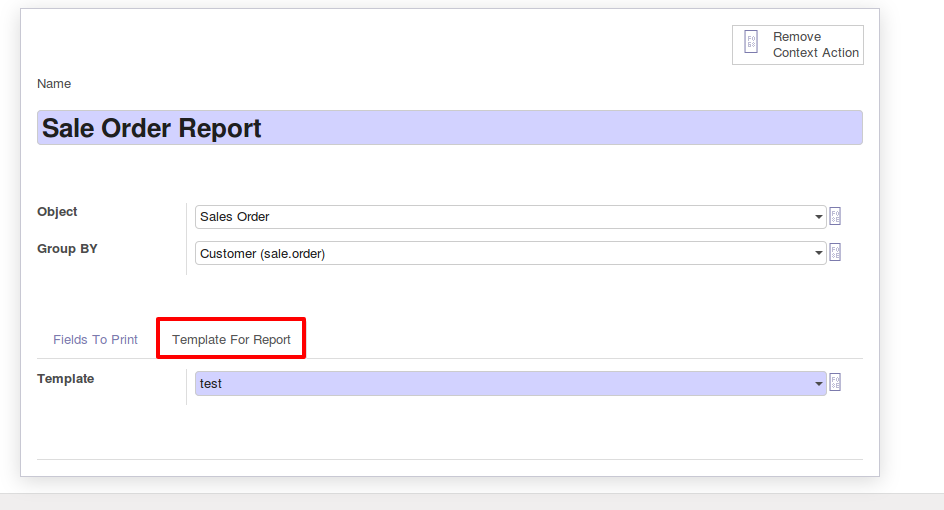 Remove
Context Action
Name
Sale Order Report
Object
Sales Order
Group BY
Customer (sale.order)
Fields To Print
Template For Report
Template
test